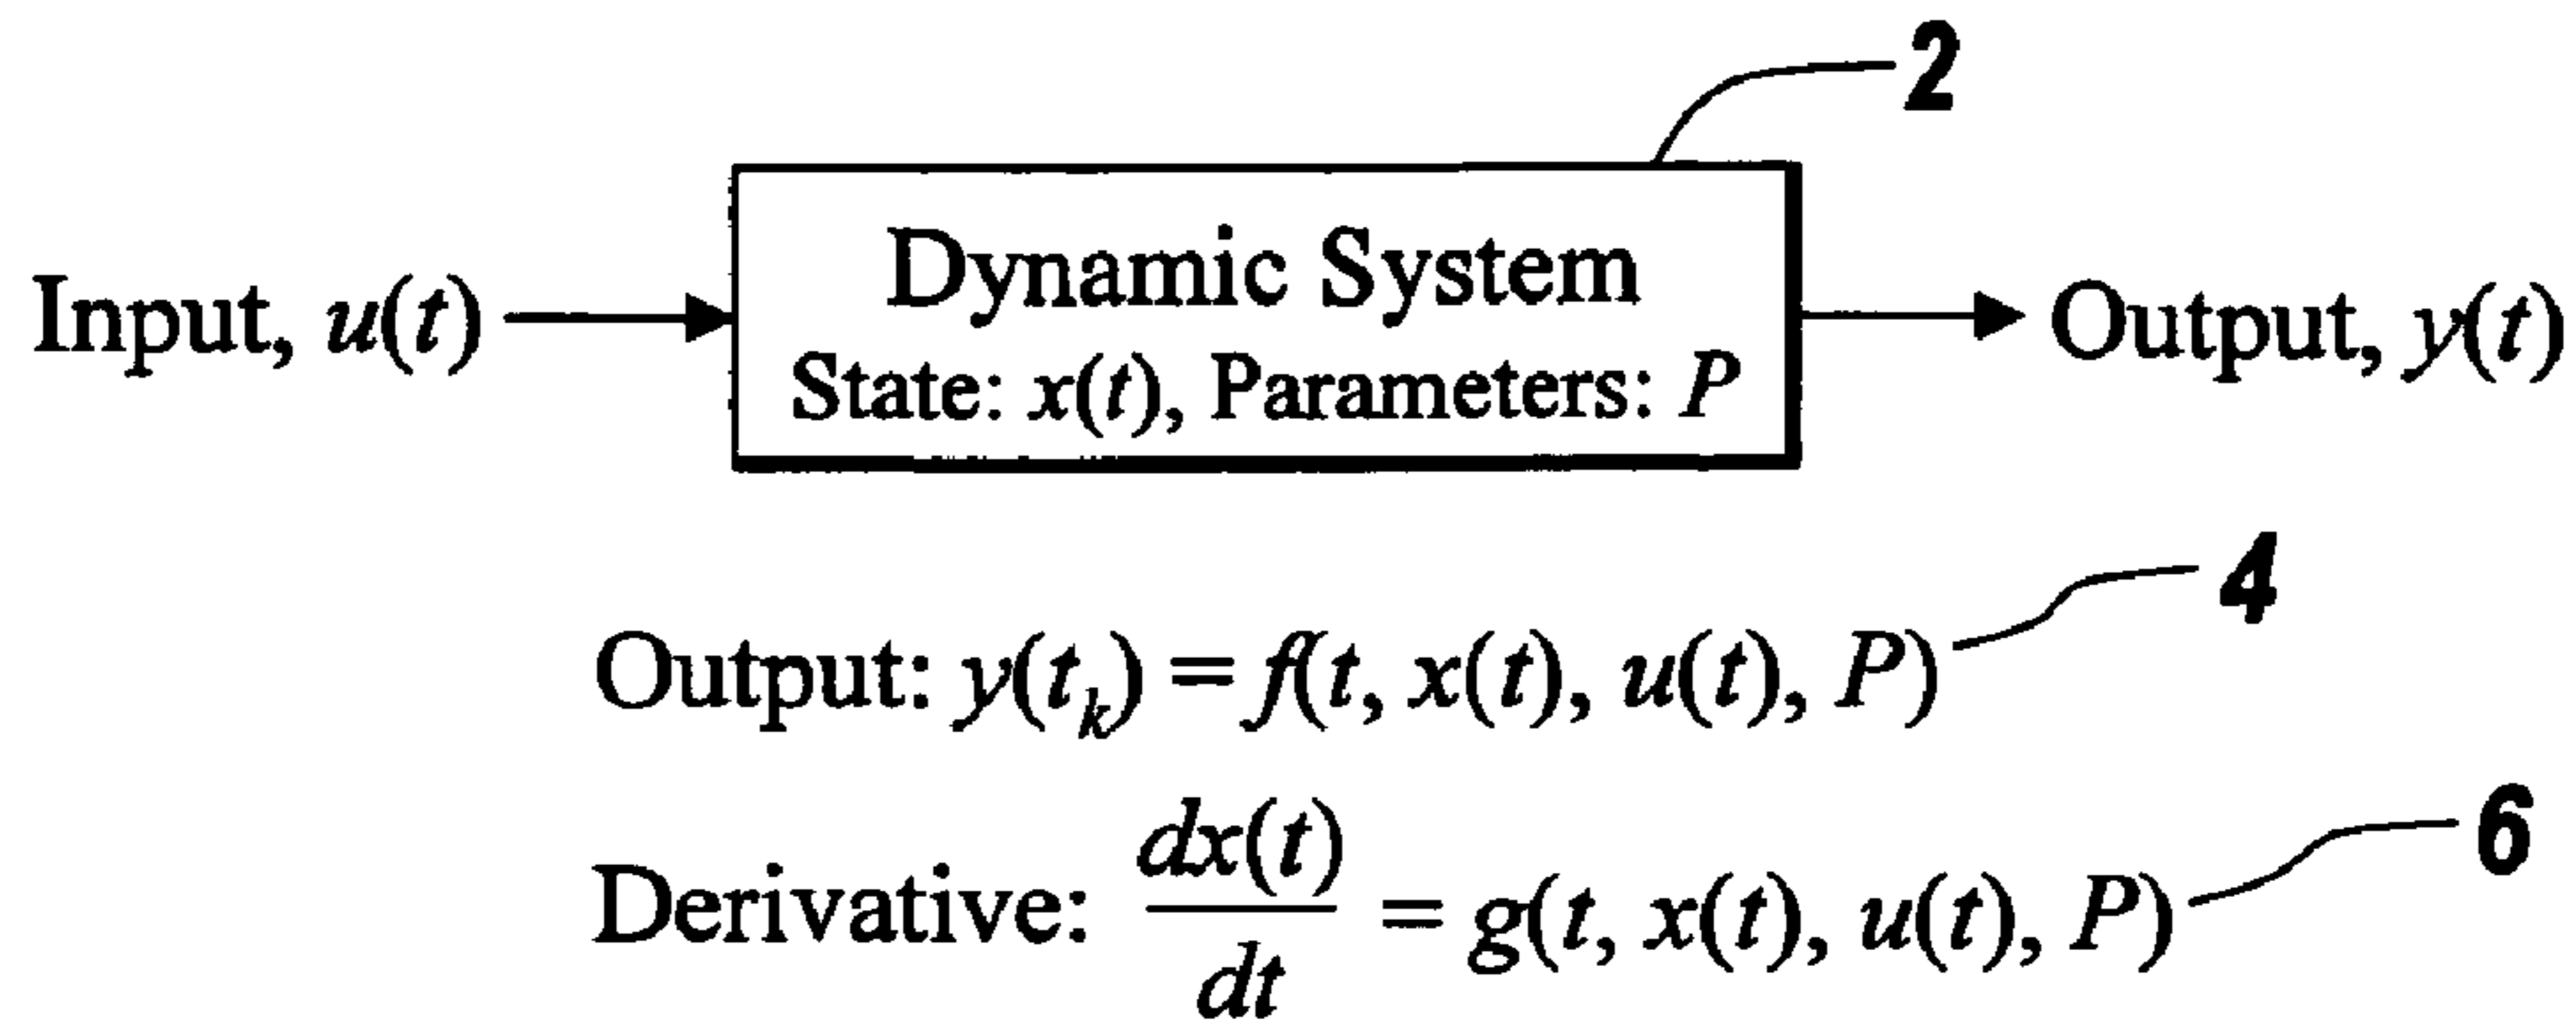 2
Input, u(t)
Dynamic System
State: x(t), Parameters: P
Output, y(t)
4
Output: y(t_k) = f(t, x(t), u(t), P)
6
Derivative: dx(t)/dt = g(t, x(t), u(t), P)